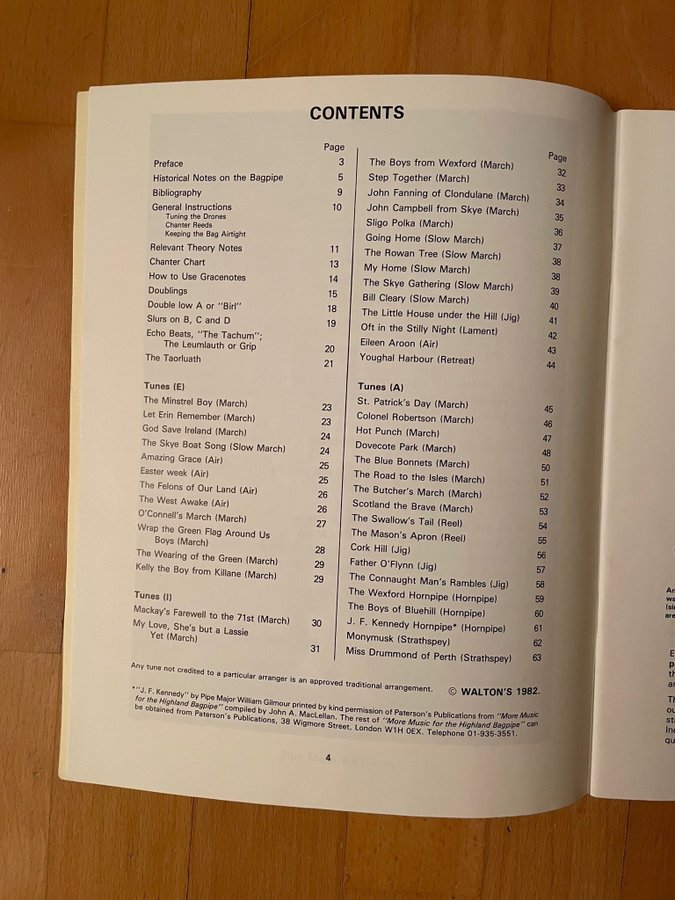 CONTENTS
Page
Preface 3
Historical Notes on the Bagpipe 5
Bibliography 9
General Instructions 10
Tuning the Drones
Chanter Reeds
Keeping the Bag Airtight
Relevant Theory Notes 11
Chanter Chart 13
How to Use Gracenotes 14
Doublings 15
Double low A or "Birl" 18
Slurs on B, C and D 19
Echo Beats, "The Tachum";
The Leumlauth or Grip 20
The Taorluath 21
Tunes (E)
The Minstrel Boy (March) 23
Let Erin Remember (March) 23
God Save Ireland (March) 24
The Skye Boat Song (Slow March) 24
Amazing Grace (Air) 25
Easter week (Air) 25
The Felons of Our Land (Air) 26
The West Awake (Air) 26
O'Connell's March (March) 27
Wrap the Green Flag Around Us
Boys (March) 28
The Wearing of the Green (March) 29
Kelly the Boy from Killane (March) 29
Tunes (I)
Mackay's Farewell to the 71st (March) 30
My Love, She's but a Lassie
Yet (March) 31
Page
The Boys from Wexford (March) 32
Step Together (March) 33
John Fanning of Clondulane (March) 34
John Campbell from Skye (March) 35
Sligo Polka (March) 36
Going Home (Slow March) 37
The Rowan Tree (Slow March) 38
My Home (Slow March) 38
The Skye Gathering (Slow March) 39
Bill Cleary (Slow March) 40
The Little House under the Hill (Jig) 41
Oft in the Stilly Night (Lament) 42
Eileen Aroon (Air) 43
Youghal Harbour (Retreat) 44
Tunes (A)
St. Patrick's Day (March) 45
Colonel Robertson (March) 46
Hot Punch (March) 47
Dovecote Park (March) 48
The Blue Bonnets (March) 50
The Road to the Isles (March) 51
The Butcher's March (March) 52
Scotland the Brave (March) 53
The Swallow's Tail (Reel) 54
The Mason's Apron (Reel) 55
Cork Hill (Jig) 56
Father O'Flynn (Jig) 57
The Connaught Man's Rambles (Jig) 58
The Wexford Hornpipe (Hornpipe) 59
The Boys of Bluehill (Hornpipe) 60
J. F. Kennedy Hornpipe* (Hornpipe) 61
Monymusk (Strathspey) 62
Miss Drummond of Perth (Strathspey) 63
Any tune not credited to a particular arranger is an approved traditional arrangement.
© WALTON'S 1982.
*"J. F. Kennedy" by Pipe Major William Gilmour printed by kind permission of Paterson's Publications from "More Music
for the Highland Bagpipe" compiled by John A. MacLellan. The rest of "More Music for the Highland Bagpipe" can
be obtained from Paterson's Publications, 38 Wigmore Street, London W1H 0EX. Telephone 01-935-3551.
4